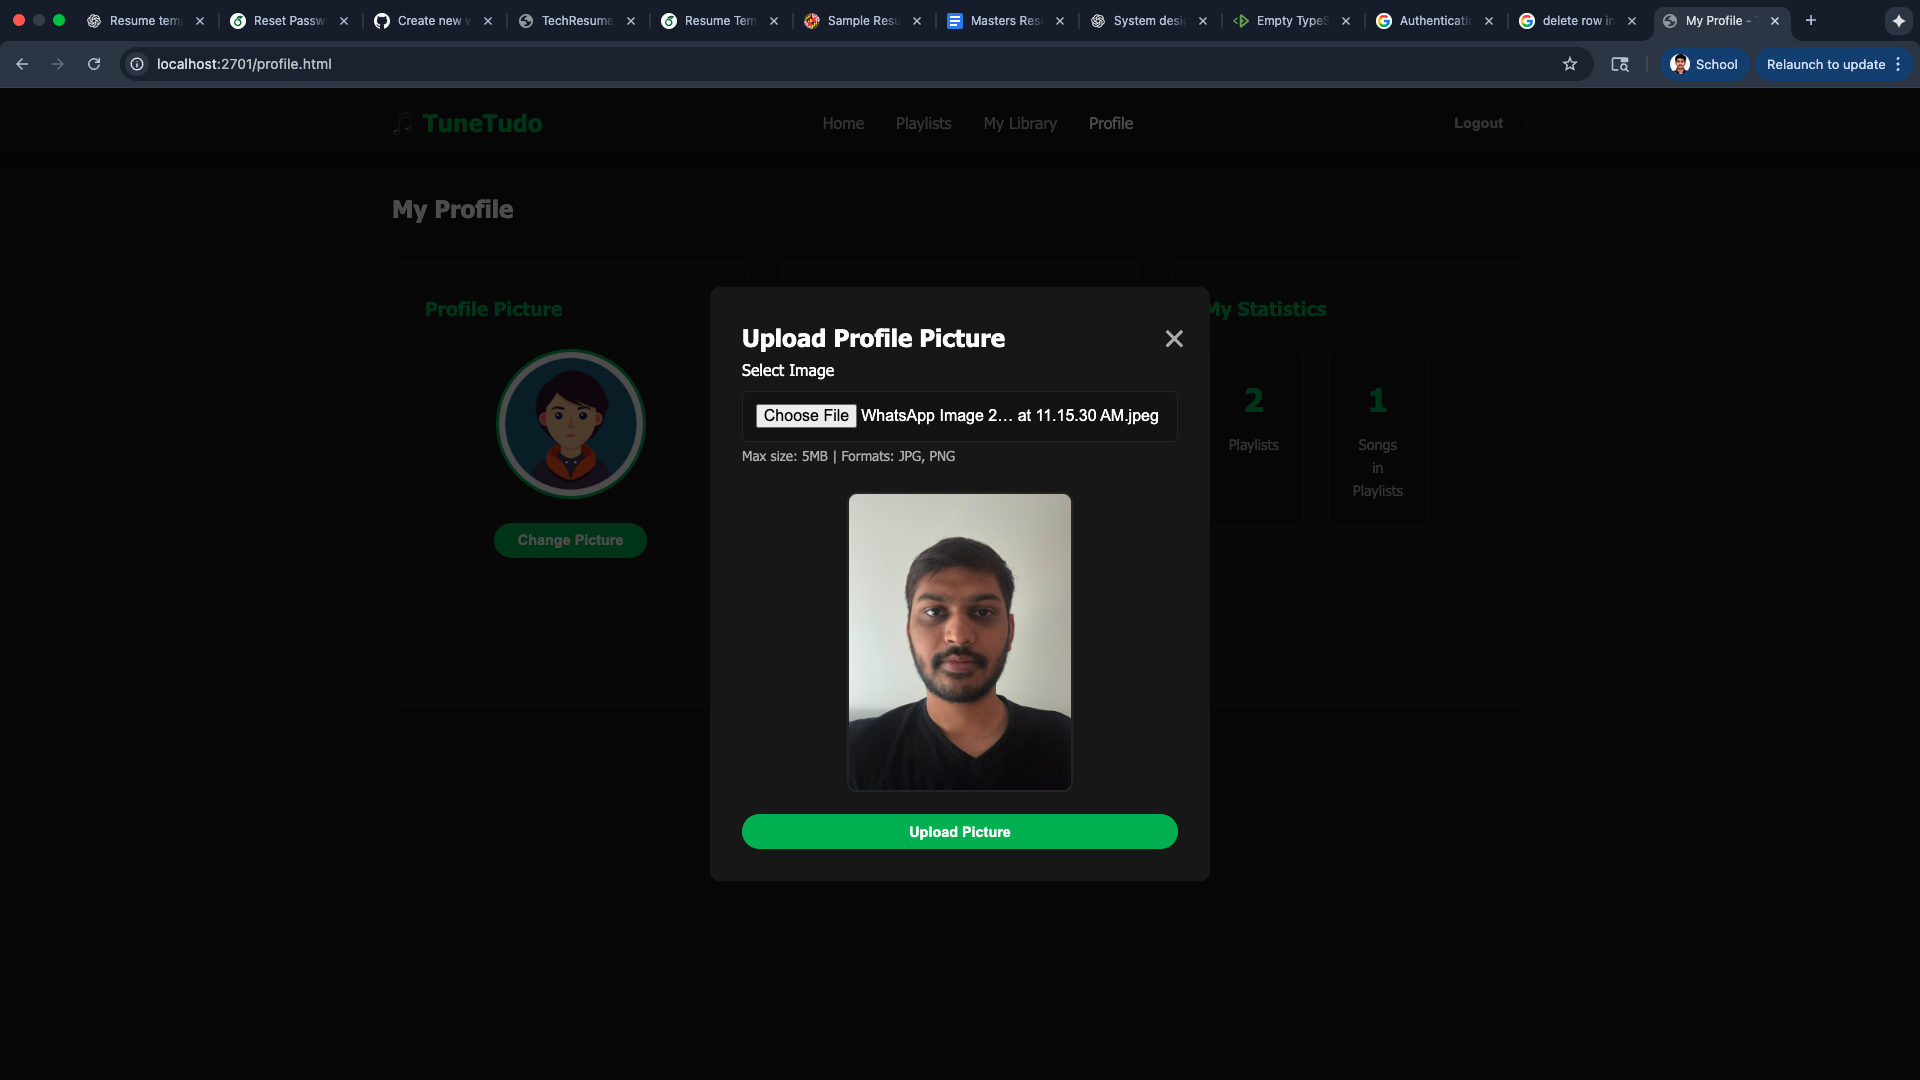 Resume tem
Reset Passw
Create new w
TechResume
Resume Tem
Sample Resu
Masters Res
System desi
Empty TypeS
Authenticati
delete row in
My Profile -
localhost:2701/profile.html
School
Relaunch to update
TuneTudo
Home
Playlists
My Library
Profile
Logout
My Profile
Profile Picture
Change Picture
Upload Profile Picture
Select Image
Choose File WhatsApp Image 2… at 11.15.30 AM.jpeg
Max size: 5MB | Formats: JPG, PNG
Upload Picture
My Statistics
2
Playlists
1
Songs
in
Playlists